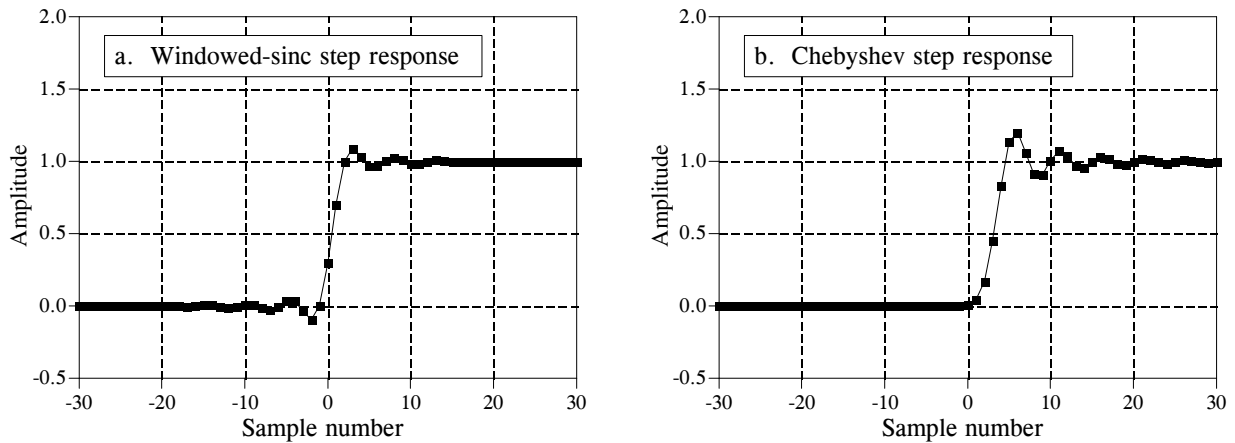 2.0
a. Windowed-sinc step response
1.5
1.0
0.5
0.0
-0.5
-30 -20 -10 0 10 20 30
Sample number
Amplitude
2.0
b. Chebyshev step response
1.5
1.0
0.5
0.0
-0.5
-30 -20 -10 0 10 20 30
Sample number
Amplitude